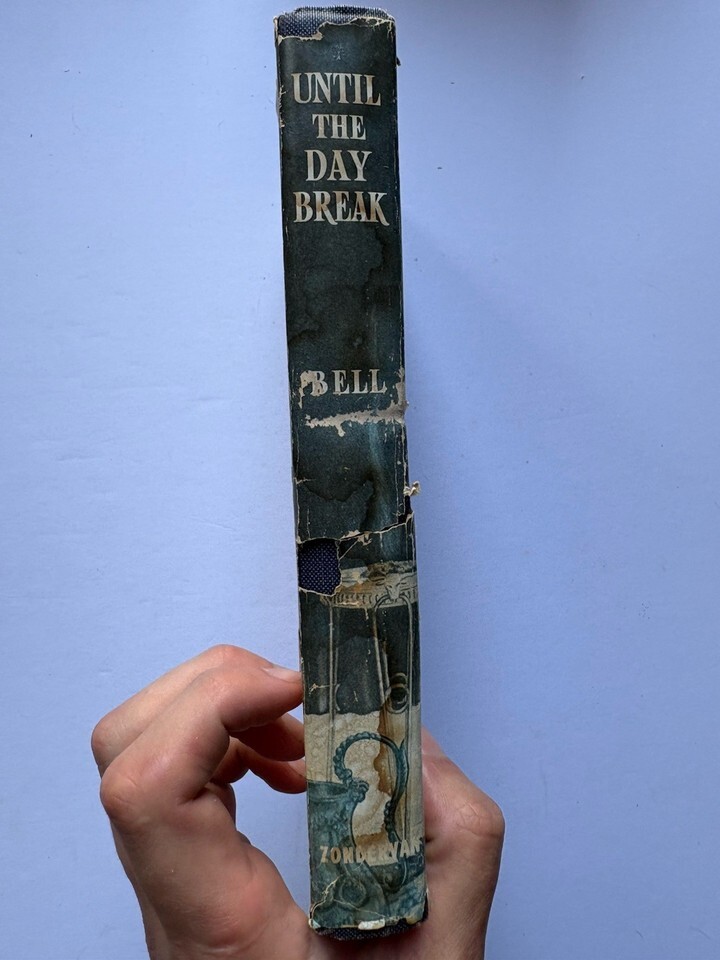 UNTIL
THE
DAY
BREAK
BELL
ZONDERVAN